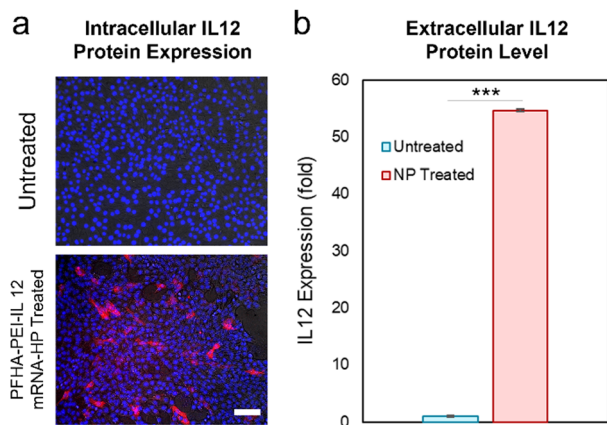 a
Intracellular IL12
Protein Expression
Untreated
PFHA-PEI-IL 12
mRNA-HP Treated
b
Extracellular IL12
Protein Level
IL12 Expression (fold)
60
50
40
30
20
10
0
***
Untreated
NP Treated